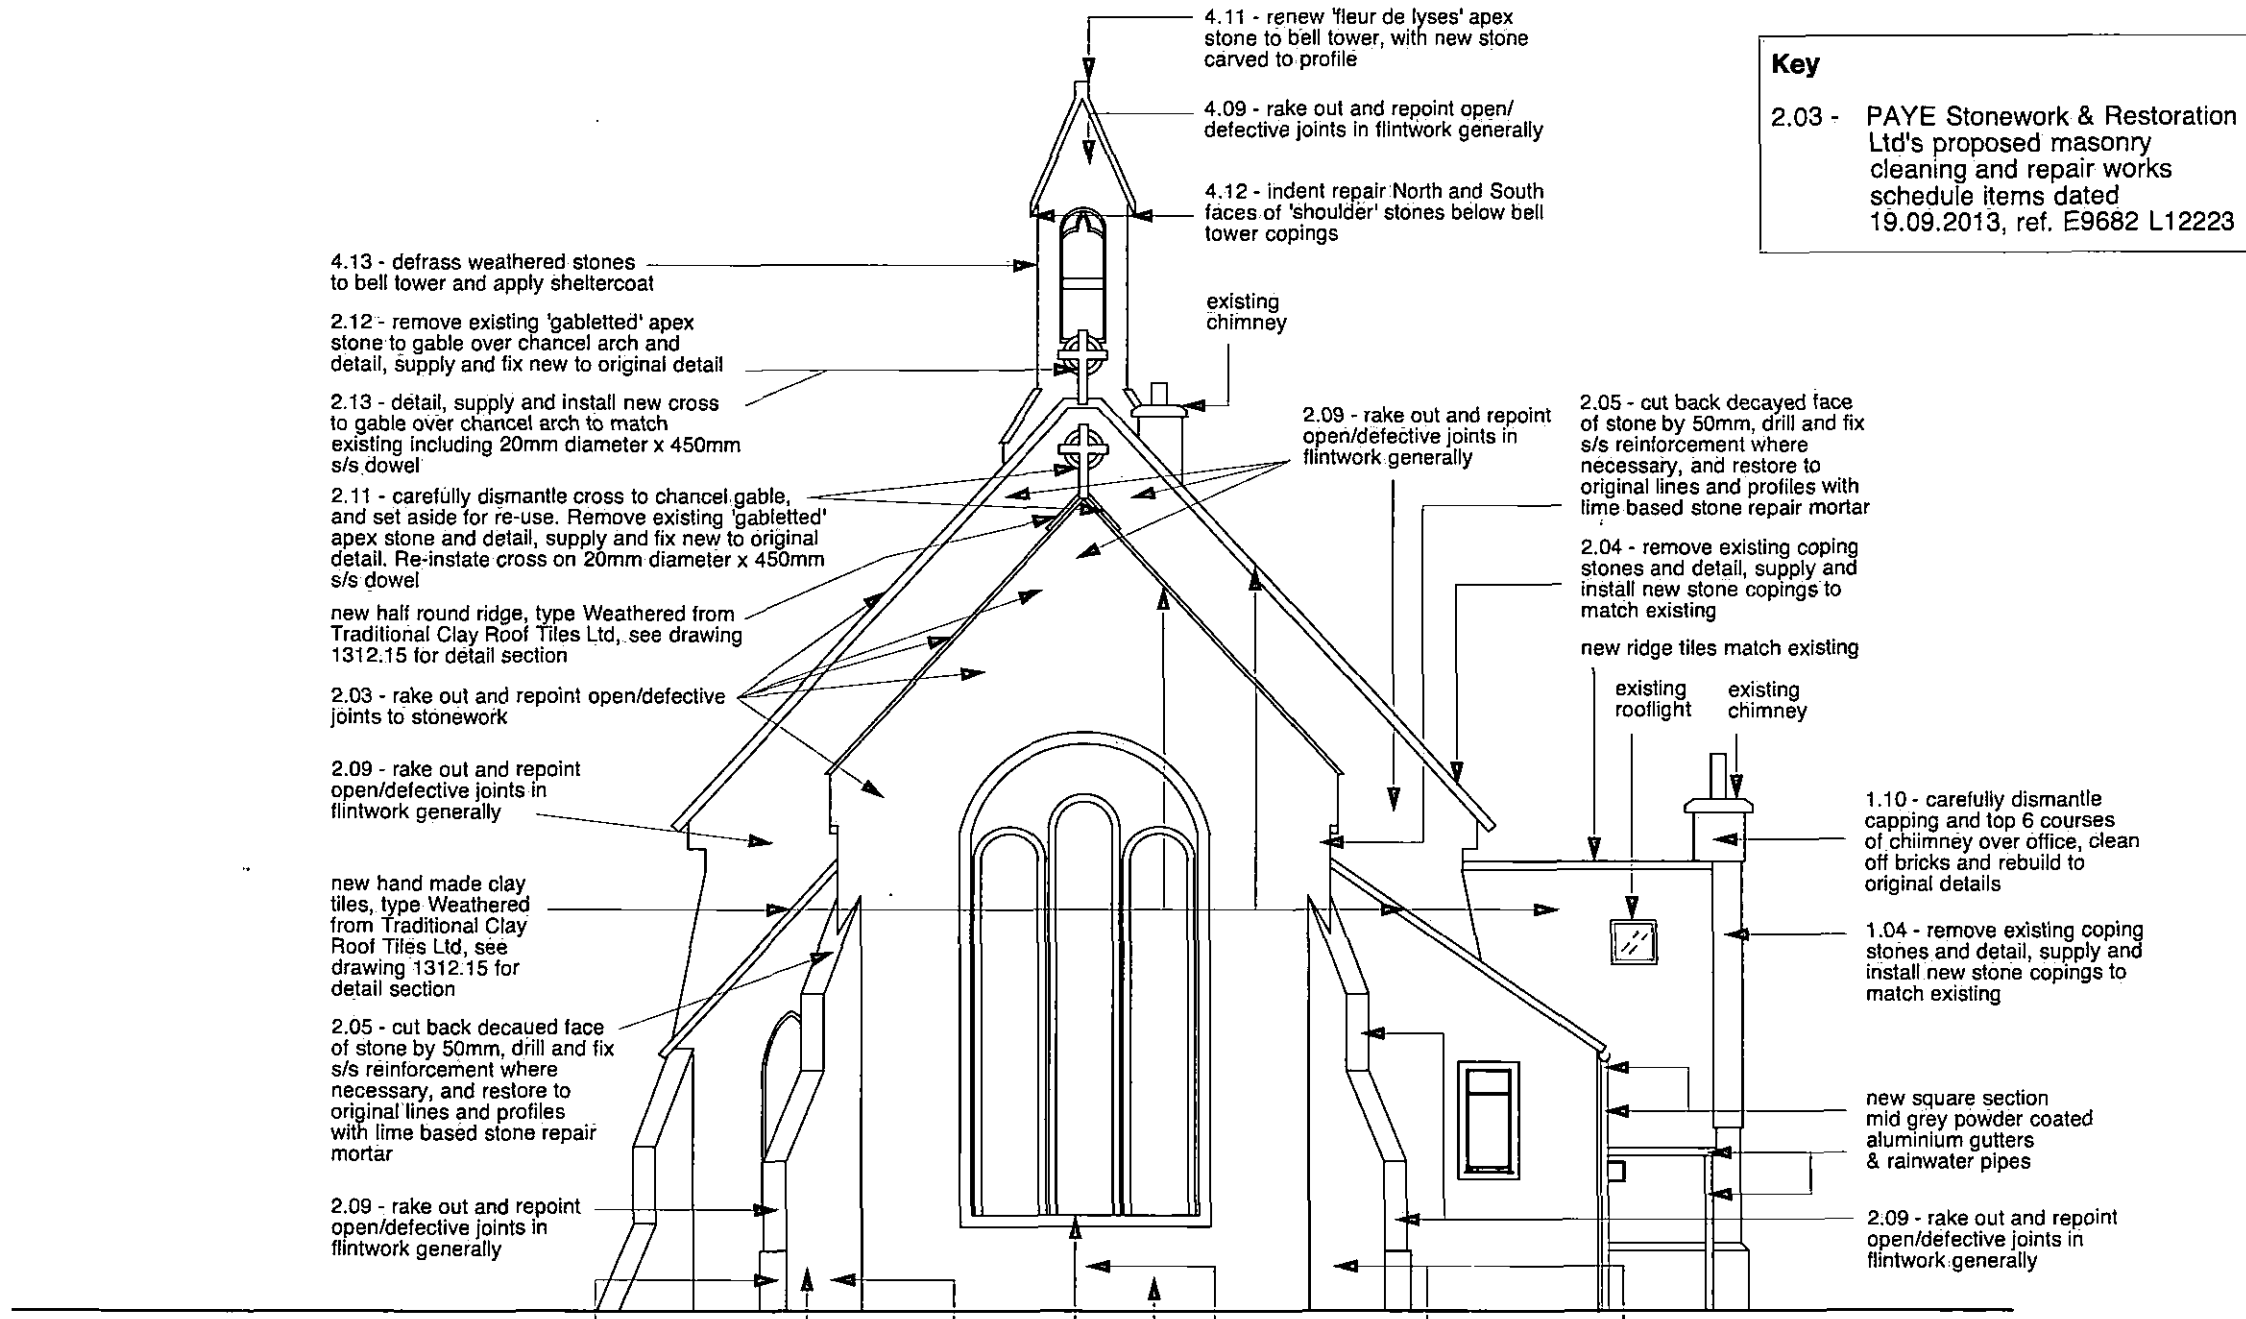 4.11 - renew 'fleur de lyses' apex
stone to bell tower, with new stone
carved to profile
4.09 - rake out and repoint open/
defective joints in flintwork generally
4.12 - indent repair North and South
faces of 'shoulder' stones below bell
tower copings
Key
2.03 - PAYE Stonework & Restoration
Ltd's proposed masonry
cleaning and repair works
schedule items dated
19.09.2013, ref. E9682 L12223
4.13 - defrass weathered stones
to bell tower and apply sheltercoat
2.12 - remove existing 'gabletted' apex
stone to gable over chancel arch and
detail, supply and fix new to original detail
2.13 - detail, supply and install new cross
to gable over chancel arch to match
existing including 20mm diameter x 450mm
s/s dowel
2.11 - carefully dismantle cross to chancel gable,
and set aside for re-use. Remove existing 'gabletted'
apex stone and detail, supply and fix new to original
detail. Re-instate cross on 20mm diameter x 450mm
s/s dowel
new half round ridge, type Weathered from
Traditional Clay Roof Tiles Ltd, see drawing
1312.15 for detail section
2.03 - rake out and repoint open/defective
joints to stonework
2.09 - rake out and repoint
open/defective joints in
flintwork generally
new hand made clay
tiles, type Weathered
from Traditional Clay
Roof Tiles Ltd, see
drawing 1312.15 for
detail section
2.05 - cut back decaued face
of stone by 50mm, drill and fix
s/s reinforcement where
necessary, and restore to
original lines and profiles
with lime based stone repair
mortar
2.09 - rake out and repoint
open/defective joints in
flintwork generally
existing
chimney
2.09 - rake out and repoint
open/defective joints in
flintwork generally
2.05 - cut back decayed face
of stone by 50mm, drill and fix
s/s reinforcement where
necessary, and restore to
original lines and profiles with
lime based stone repair mortar
2.04 - remove existing coping
stones and detail, supply and
install new stone copings to
match existing
new ridge tiles match existing
existing
rooflight
existing
chimney
1.10 - carefully dismantle
capping and top 6 courses
of chiimney over office, clean
off bricks and rebuild to
original details
1.04 - remove existing coping
stones and detail, supply and
install new stone copings to
match existing
new square section
mid grey powder coated
aluminium gutters
& rainwater pipes
2.09 - rake out and repoint
open/defective joints in
flintwork generally